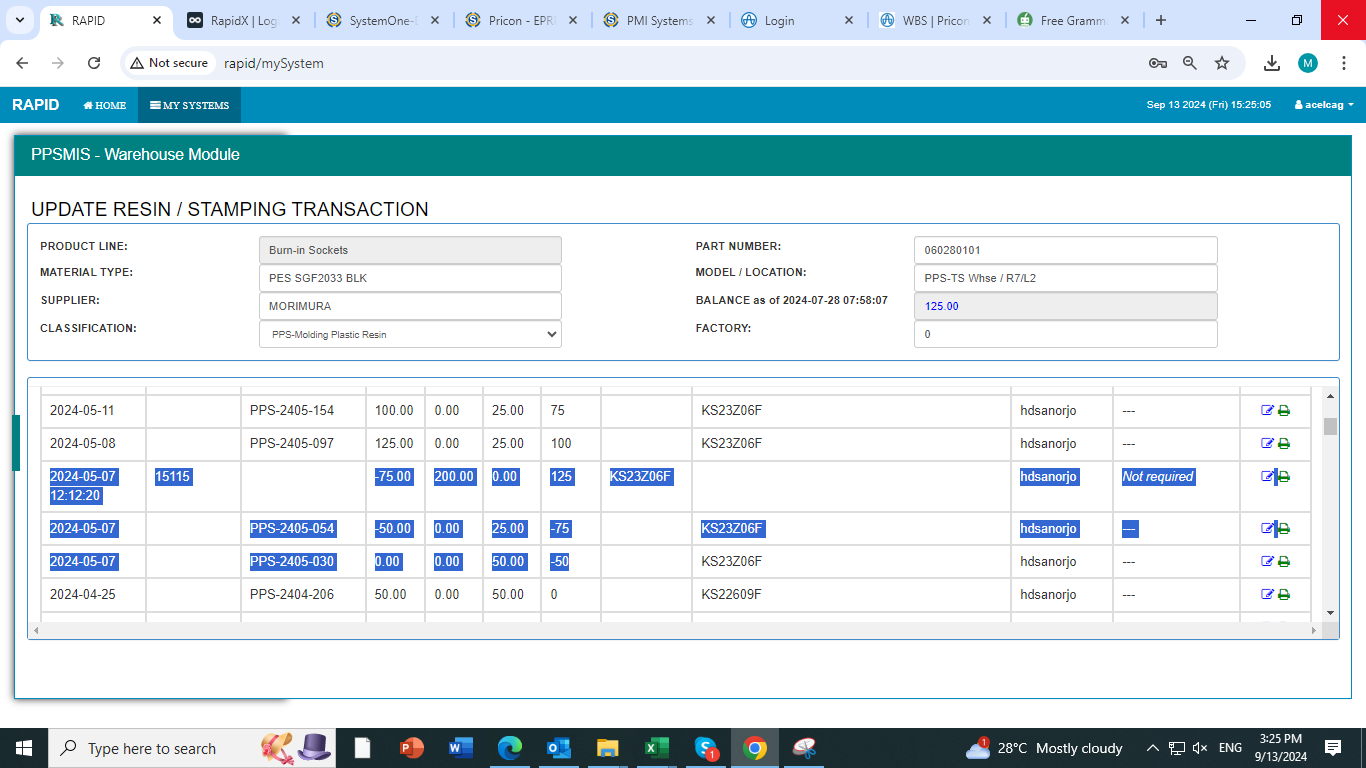 RAPID
RapidX | Log
SystemOne-
Pricon - EPR
PMI Systems
Login
WBS | Pricon
Free Gramma
Not secure
rapid/mySystem
M
RAPID
HOME
MY SYSTEMS
Sep 13 2024 (Fri) 15:25:05
acelcag
PPSMIS - Warehouse Module
UPDATE RESIN / STAMPING TRANSACTION
PRODUCT LINE:
Burn-in Sockets
PART NUMBER:
060280101
MATERIAL TYPE:
PES SGF2033 BLK
MODEL / LOCATION:
PPS-TS Whse / R7/L2
SUPPLIER:
MORIMURA
BALANCE as of 2024-07-28 07:58:07
125.00
CLASSIFICATION:
PPS-Molding Plastic Resin
FACTORY:
0
2024-05-11 PPS-2405-154 100.00 0.00 25.00 75 KS23Z06F hdsanorjo ---
2024-05-08 PPS-2405-097 125.00 0.00 25.00 100 KS23Z06F hdsanorjo ---
2024-05-07 15115 -75.00 200.00 0.00 125 KS23Z06F hdsanorjo Not required
12:12:20
2024-05-07 PPS-2405-054 -50.00 0.00 25.00 -75 KS23Z06F hdsanorjo ---
2024-05-07 PPS-2405-030 0.00 0.00 50.00 -50 KS23Z06F hdsanorjo ---
2024-04-25 PPS-2404-206 50.00 0.00 50.00 0 KS22609F hdsanorjo ---
Type here to search
1
1
28°C Mostly cloudy
ENG
3:25 PM
9/13/2024